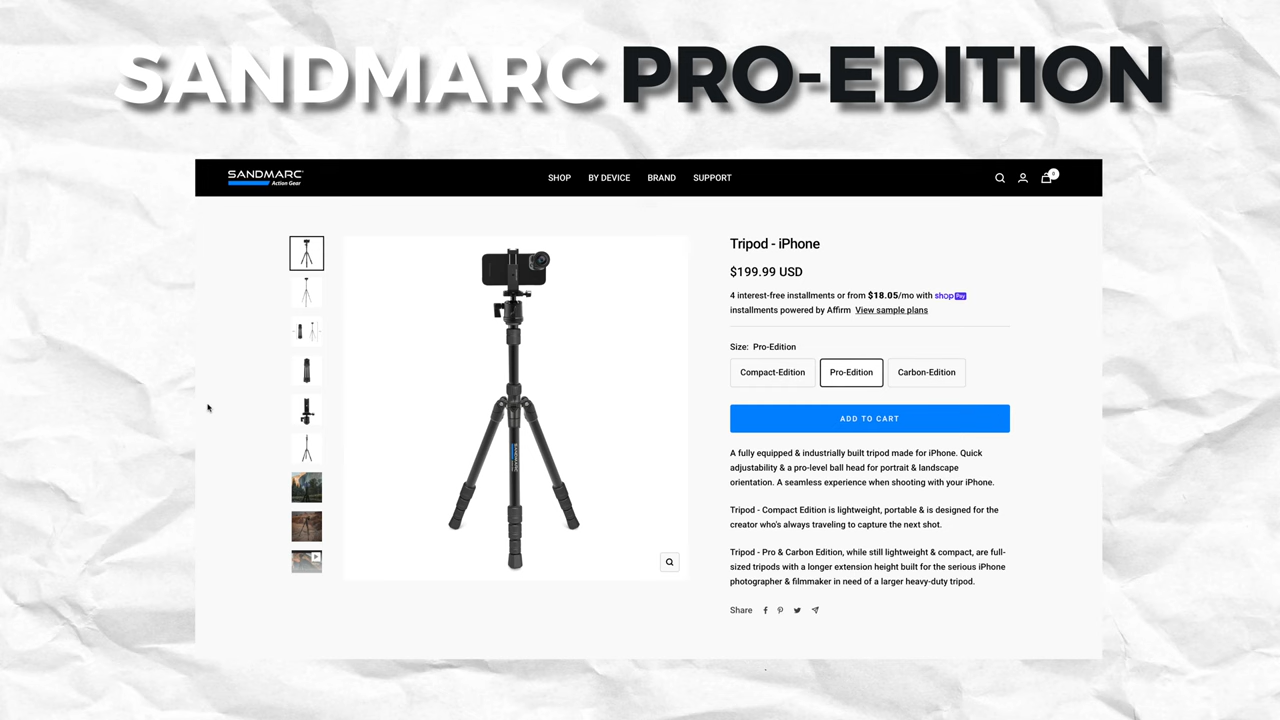 SANDMARC PRO-EDITION
SANDMARC
Action Gear
SHOP BY DEVICE BRAND SUPPORT
0
Tripod - iPhone
$199.99 USD
4 interest-free installments or from $18.05/mo with shop Pay
installments powered by Affirm View sample plans
Size: Pro-Edition
Compact-Edition Pro-Edition Carbon-Edition
ADD TO CART
A fully equipped & industrially built tripod made for iPhone. Quick
adjustability & a pro-level ball head for portrait & landscape
orientation. A seamless experience when shooting with your iPhone.
Tripod - Compact Edition is lightweight, portable & is designed for the
creator who's always traveling to capture the next shot.
Tripod - Pro & Carbon Edition, while still lightweight & compact, are full-
sized tripods with a longer extension height built for the serious iPhone
photographer & filmmaker in need of a larger heavy-duty tripod.
Share
SANDMARC